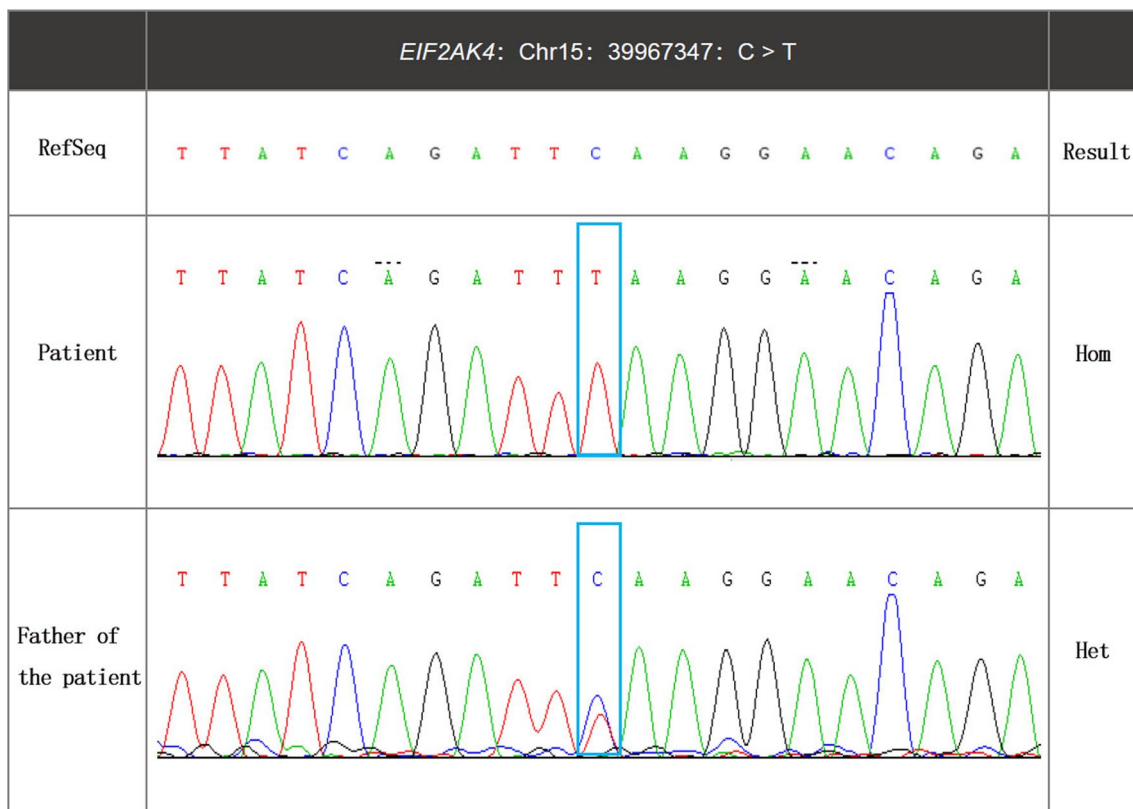 EIF2AK4: Chr15: 39967347: C > T
RefSeq T T A T C A G A T T C A A G G A A C A G A Result
T T A T C A G A T T T A A G G A A C A G A
Patient Hom
T T A T C A G A T T C A A G G A A C A G A
Father of
the patient Het